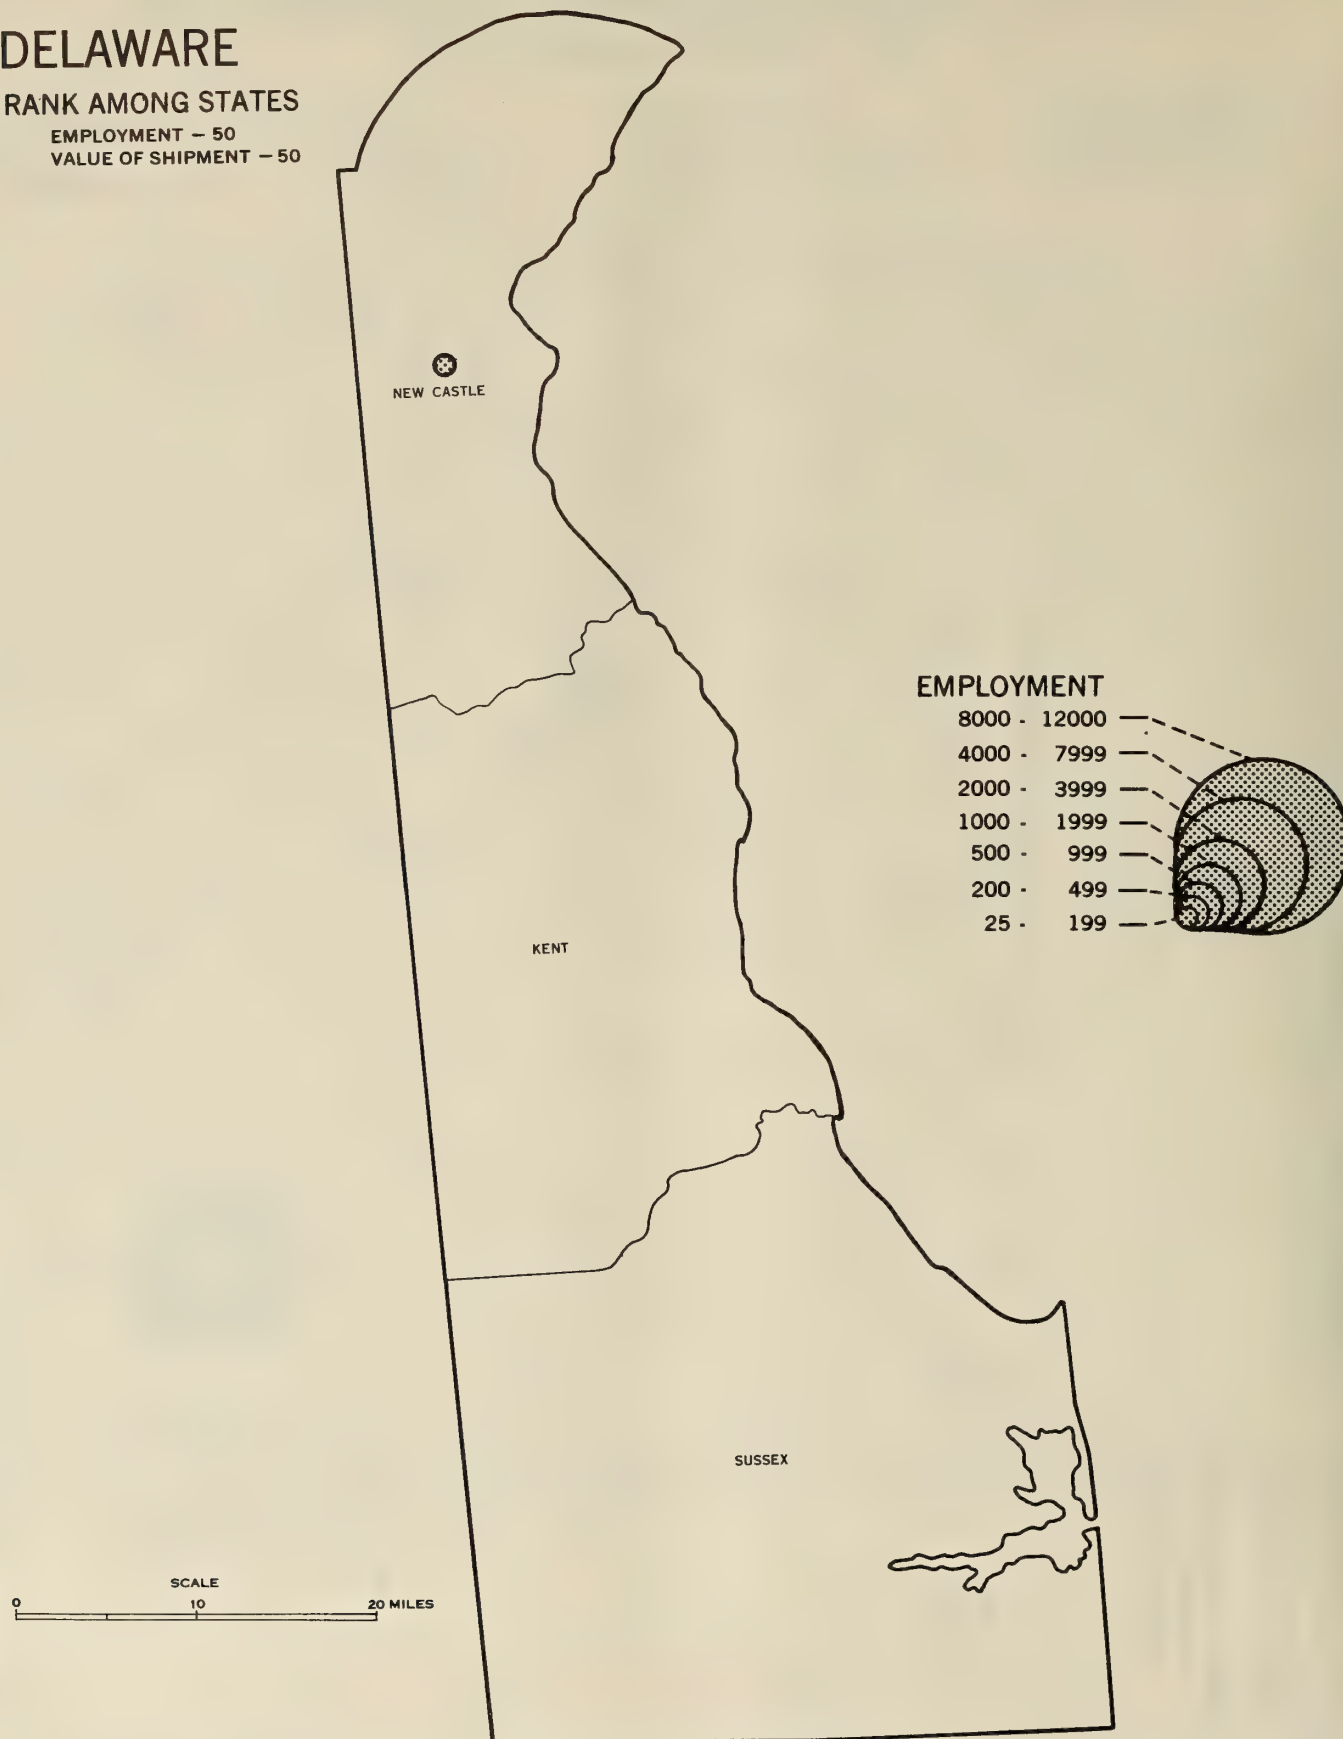 DELAWARE
RANK AMONG STATES
EMPLOYMENT – 50
VALUE OF SHIPMENT – 50
NEW CASTLE
EMPLOYMENT
8000 - 12000
4000 - 7999
2000 - 3999
1000 - 1999
500 - 999
200 - 499
25 - 199
KENT
SUSSEX
SCALE
0 10 20 MILES